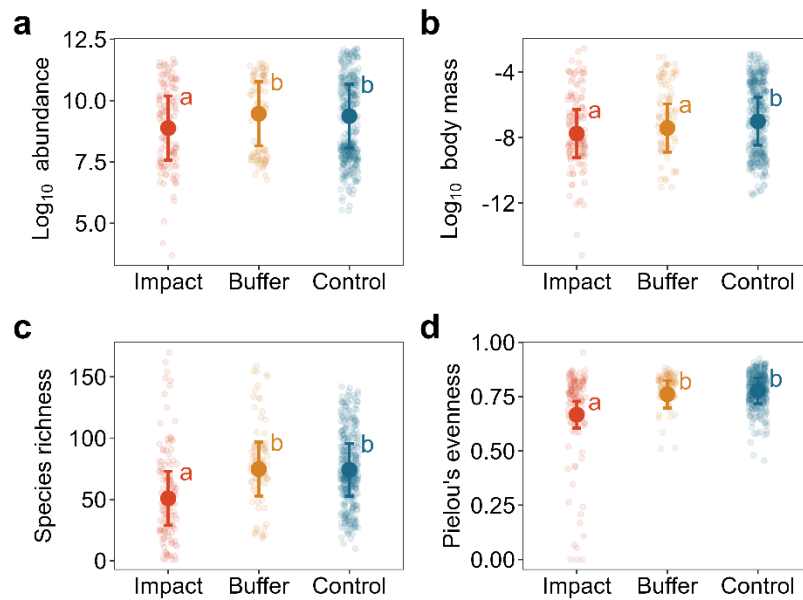 a
Log₁₀ abundance
12.5
10.0
7.5
5.0
a
b
b
Impact Buffer Control
b
Log₁₀ body mass
-4
-8
-12
a
a
b
Impact Buffer Control
c
Species richness
150
100
50
0
a
b
b
Impact Buffer Control
d
Pielou's evenness
1.00
0.75
0.50
0.25
0.00
a
b
b
Impact Buffer Control